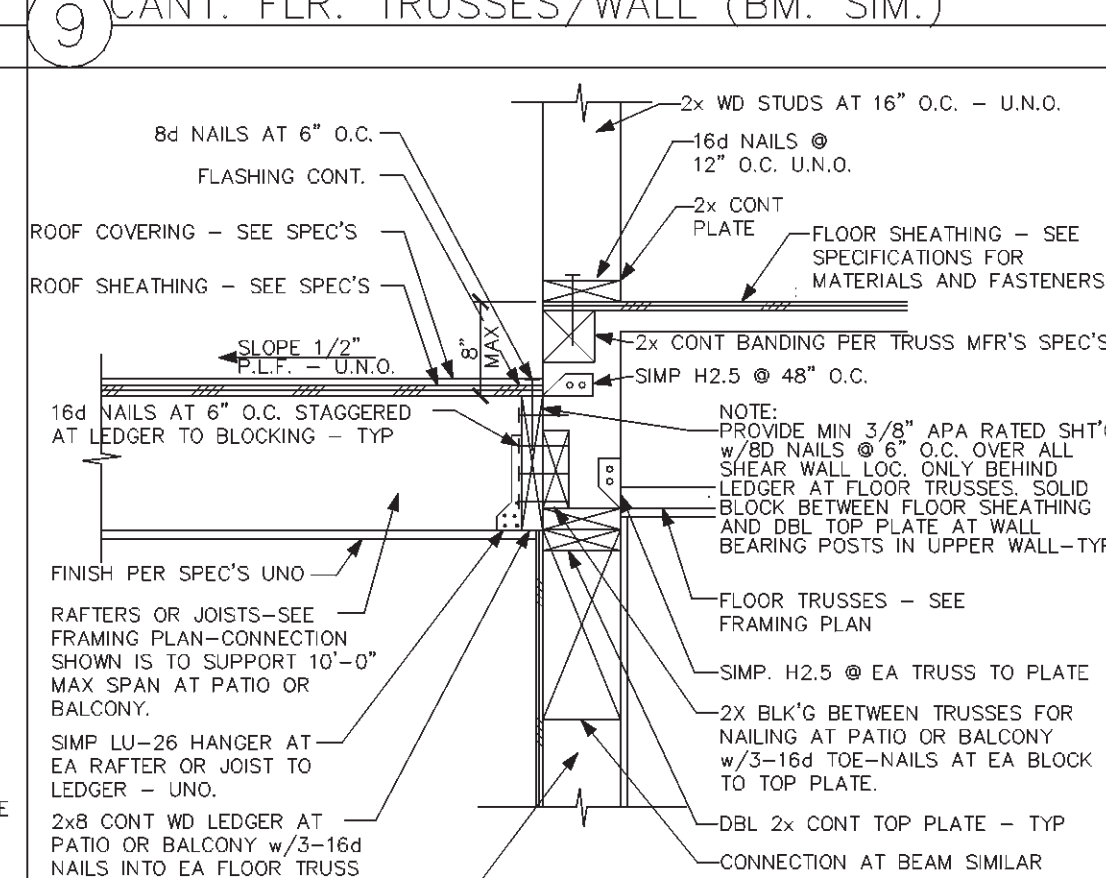 9
CANT. FLR. TRUSSES/WALL (BM. SIM.)
8d NAILS AT 6" O.C.
FLASHING CONT.
ROOF COVERING – SEE SPEC'S
ROOF SHEATHING – SEE SPEC'S
SLOPE 1/2"
P.L.F. – U.N.O.
8"
MAX
16d NAILS AT 6" O.C. STAGGERED
AT LEDGER TO BLOCKING – TYP
FINISH PER SPEC'S UNO
RAFTERS OR JOISTS–SEE
FRAMING PLAN–CONNECTION
SHOWN IS TO SUPPORT 10'–0"
MAX SPAN AT PATIO OR
BALCONY.
SIMP LU–26 HANGER AT
EA RAFTER OR JOIST TO
LEDGER – UNO.
2x8 CONT WD LEDGER AT
PATIO OR BALCONY w/3–16d
NAILS INTO EA FLOOR TRUSS
2x WD STUDS AT 16" O.C. – U.N.O.
16d NAILS @
12" O.C. U.N.O.
2x CONT
PLATE
FLOOR SHEATHING – SEE
SPECIFICATIONS FOR
MATERIALS AND FASTENERS
2x CONT BANDING PER TRUSS MFR'S SPEC'S
SIMP H2.5 @ 48" O.C.
NOTE:
PROVIDE MIN 3/8" APA RATED SHT'G
w/8D NAILS @ 6" O.C. OVER ALL
SHEAR WALL LOC. ONLY BEHIND
LEDGER AT FLOOR TRUSSES. SOLID
BLOCK BETWEEN FLOOR SHEATHING
AND DBL TOP PLATE AT WALL
BEARING POSTS IN UPPER WALL–TYP
FLOOR TRUSSES – SEE
FRAMING PLAN
SIMP. H2.5 @ EA TRUSS TO PLATE
2X BLK'G BETWEEN TRUSSES FOR
NAILING AT PATIO OR BALCONY
w/3–16d TOE–NAILS AT EA BLOCK
TO TOP PLATE.
DBL 2x CONT TOP PLATE – TYP
CONNECTION AT BEAM SIMILAR